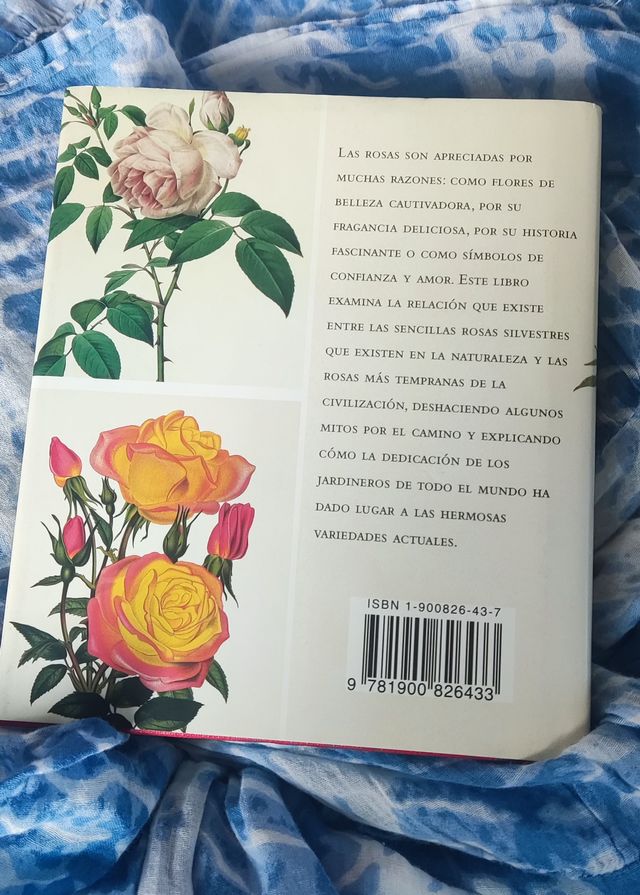 Las rosas son apreciadas por
muchas razones: como flores de
belleza cautivadora, por su
fragancia deliciosa, por su historia
fascinante o como símbolos de
confianza y amor. Este libro
examina la relación que existe
entre las sencillas rosas silvestres
que existen en la naturaleza y las
rosas más tempranas de la
civilización, deshaciendo algunos
mitos por el camino y explicando
cómo la dedicación de los
jardineros de todo el mundo ha
dado lugar a las hermosas
variedades actuales.
ISBN 1-900826-43-7
9 781900 826433